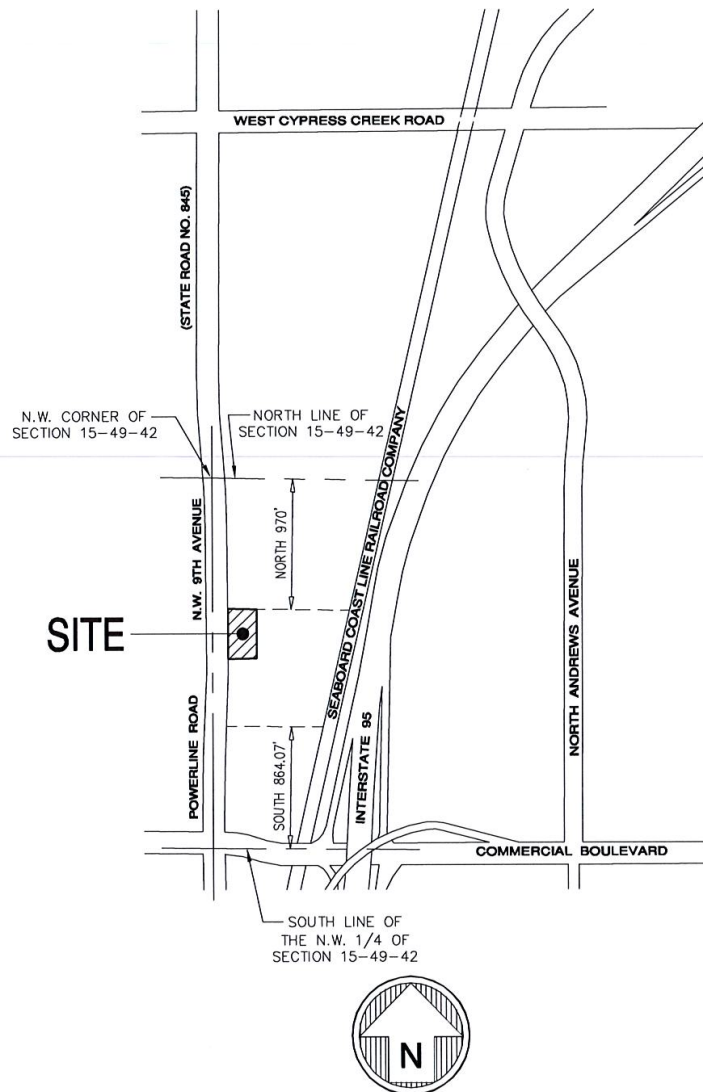 WEST CYPRESS CREEK ROAD
(STATE ROAD NO. 845)
N.W. CORNER OF
SECTION 15-49-42
NORTH LINE OF
SECTION 15-49-42
NORTH 970'
N.W. 9TH AVENUE
SEABOARD COAST LINE RAILROAD COMPANY
SITE
NORTH ANDREWS AVENUE
POWERLINE ROAD
SOUTH 864.07'
INTERSTATE 95
COMMERCIAL BOULEVARD
SOUTH LINE OF
THE N.W. 1/4 OF
SECTION 15-49-42
N